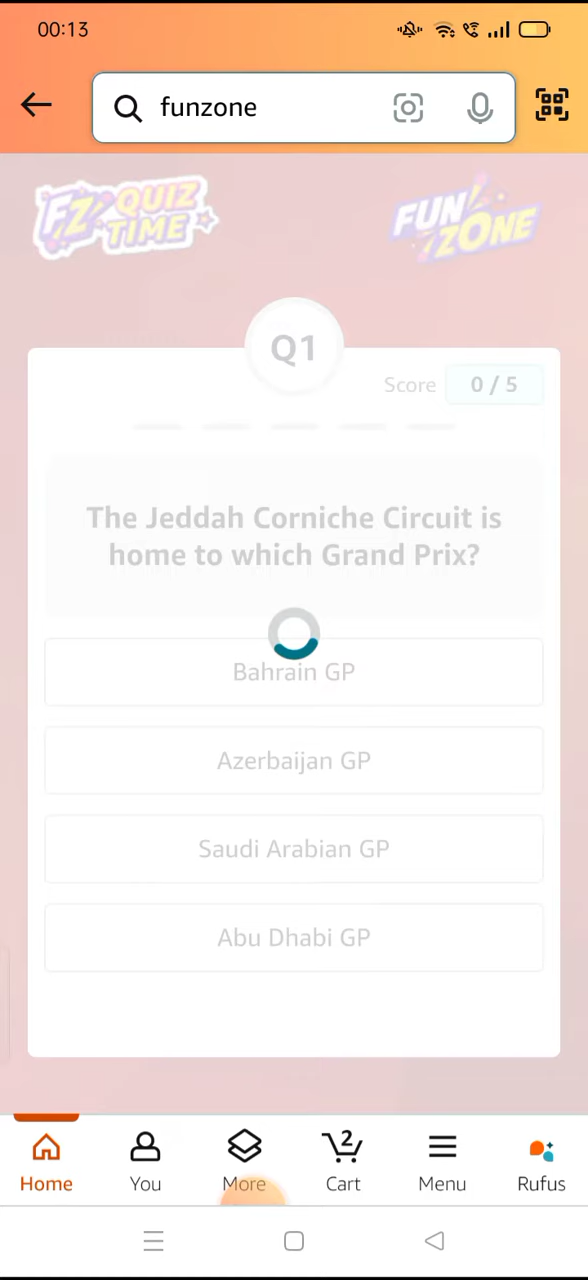 00:13
funzone
FZ QUIZ
TIME
FUN
ZONE
Q1
Score 0 / 5
The Jeddah Corniche Circuit is
home to which Grand Prix?
Bahrain GP
Azerbaijan GP
Saudi Arabian GP
Abu Dhabi GP
2
Home You More Cart Menu Rufus